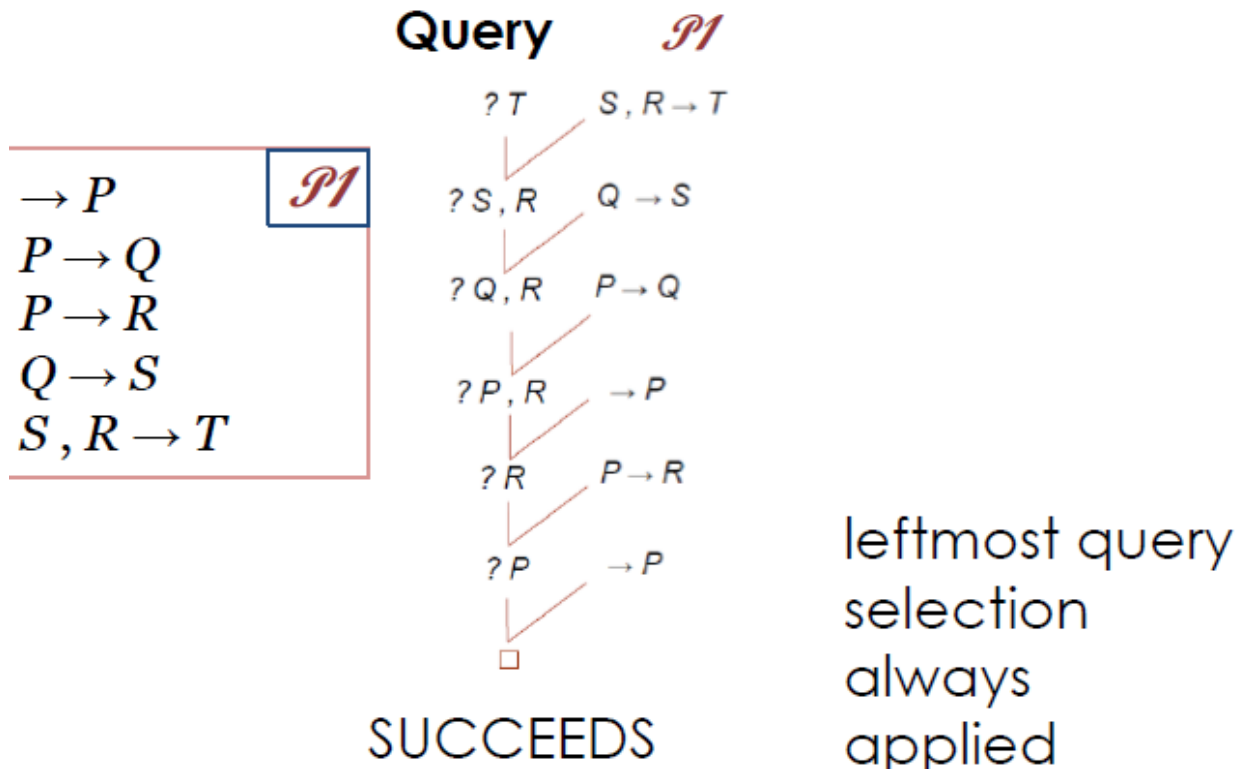 Query 𝒫1
? T S , R → T
? S , R Q → S
? Q , R P → Q
? P , R → P
? R P → R
? P → P
□
SUCCEEDS
𝒫1
→ P
P → Q
P → R
Q → S
S , R → T
leftmost query
selection
always
applied